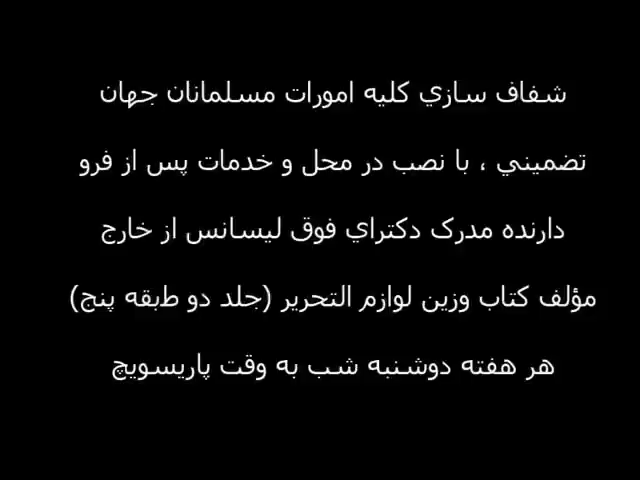 شفاف سازي کليه امورات مسلمانان جهان
تضميني ، با نصب در محل و خدمات پس از فرو
دارنده مدرک دکتراي فوق ليسانس از خارج
مؤلف کتاب وزين لوازم التحرير (جلد دو طبقه پنج)
هر هفته دوشنبه شب به وقت پاريسويچ